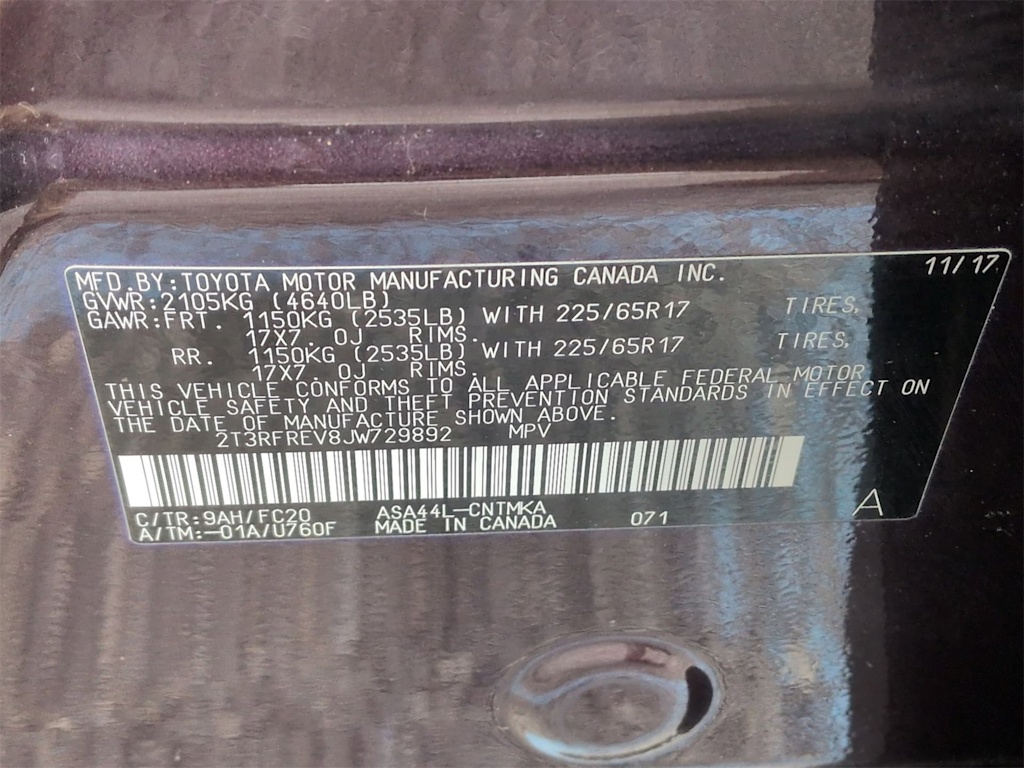 MFD.BY:TOYOTA MOTOR MANUFACTURING CANADA INC. 11/17
GVWR:2105KG (4640LB)
GAWR:FRT. 1150KG (2535LB) WITH 225/65R17 TIRES,
17X7.0J RIMS.
RR. 1150KG (2535LB) WITH 225/65R17 TIRES,
17X7 0J RIMS.
THIS VEHICLE CONFORMS TO ALL APPLICABLE FEDERAL MOTOR
VEHICLE SAFETY AND THEFT PREVENTION STANDARDS IN EFFECT ON
THE DATE OF MANUFACTURE SHOWN ABOVE.
2T3RFREV8JW729892 MPV
C/TR:9AH/FC20 ASA44L-CNTMKA
A/TM:-01A/U760F MADE IN CANADA 071 A